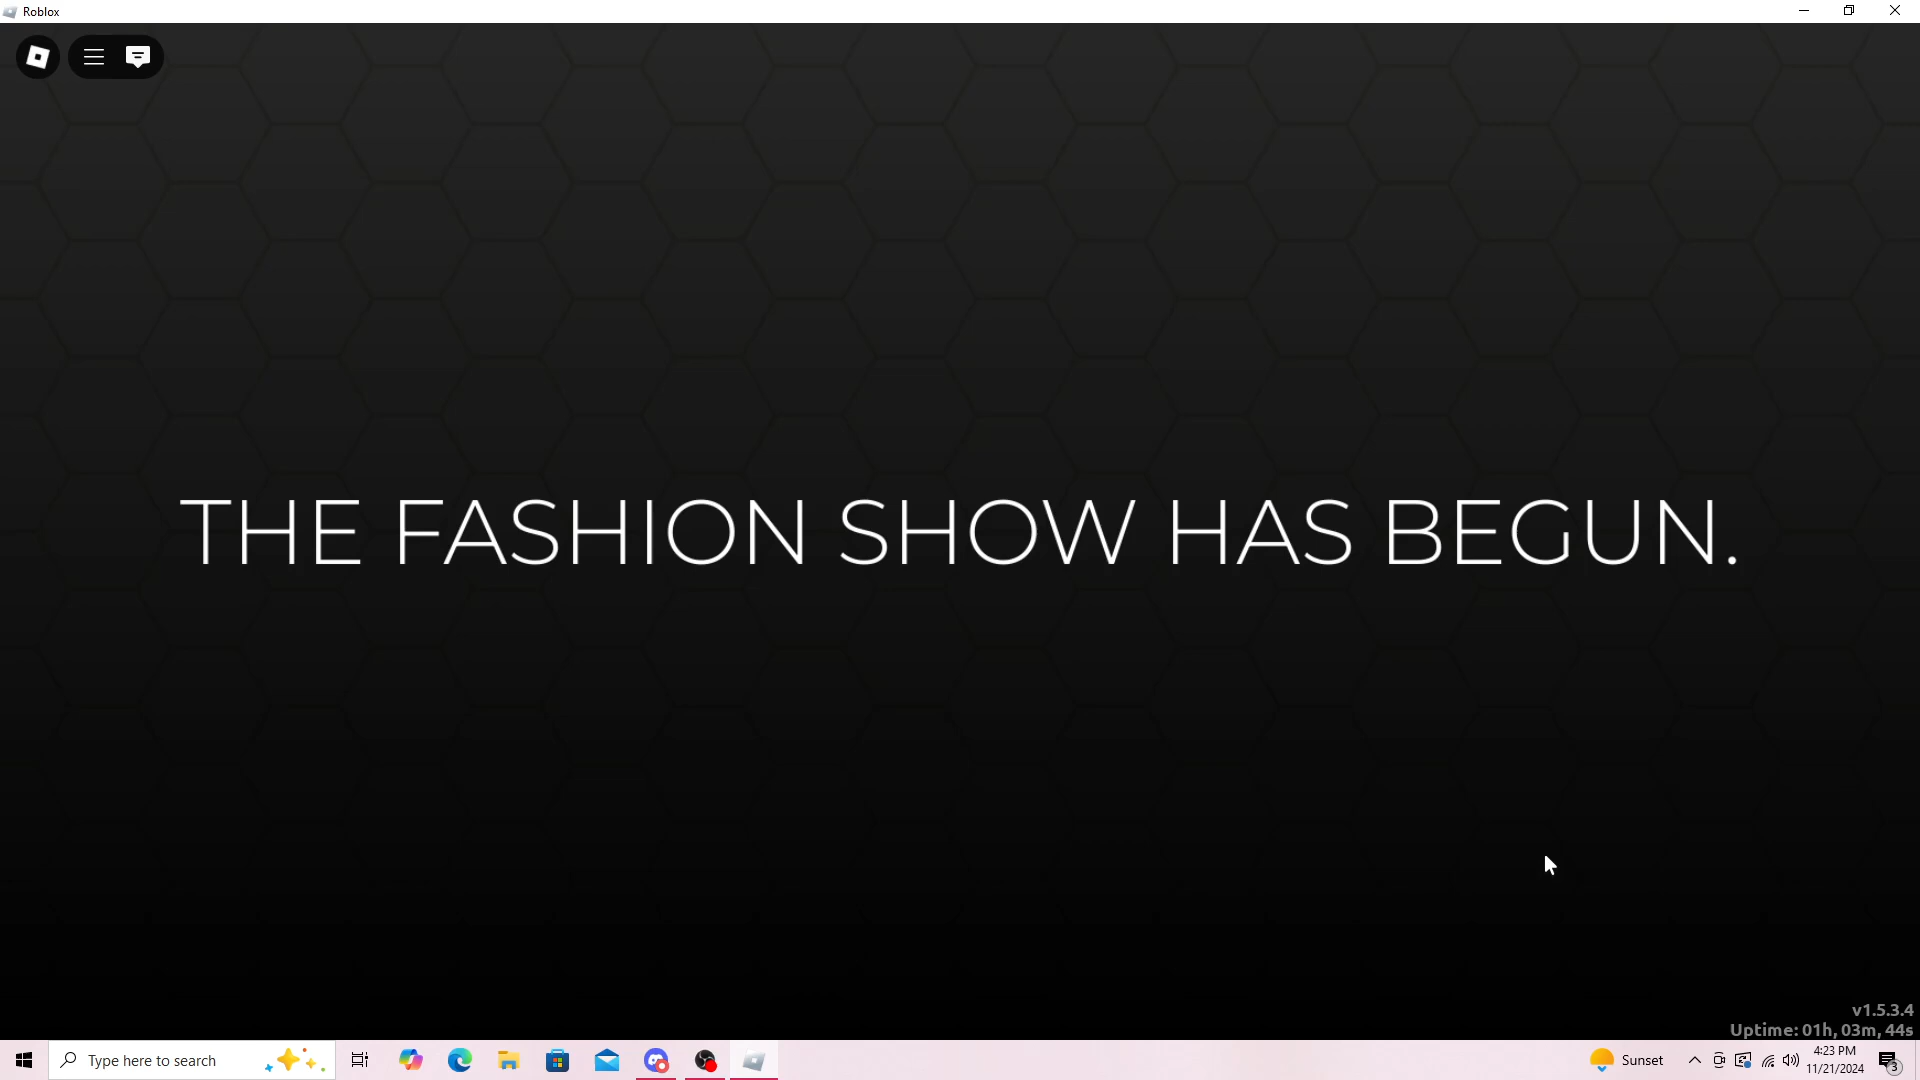 Roblox
THE FASHION SHOW HAS BEGUN.
v1.5.3.4
Uptime: 01h, 03m, 44s
Type here to search
Sunset
4:23 PM
11/21/2024
3